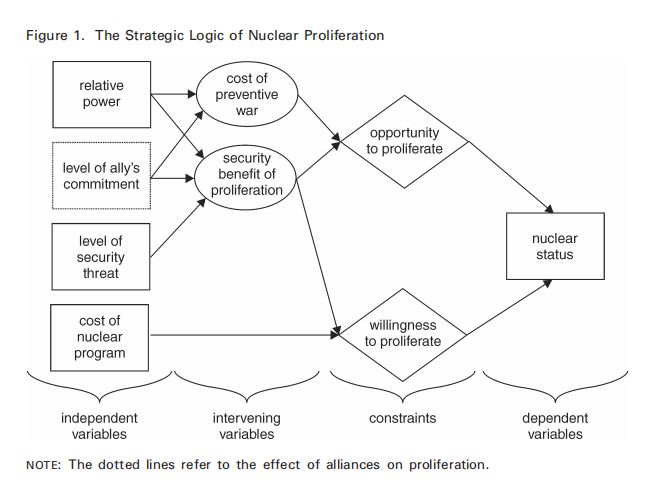 Figure 1. The Strategic Logic of Nuclear Proliferation
relative
power
cost of
preventive
war
opportunity
to proliferate
level of ally's
commitment
security
benefit of
proliferation
level of
security
threat
nuclear
status
cost of
nuclear
program
willingness
to proliferate
independent
variables
intervening
variables
constraints
dependent
variables
NOTE: The dotted lines refer to the effect of alliances on proliferation.